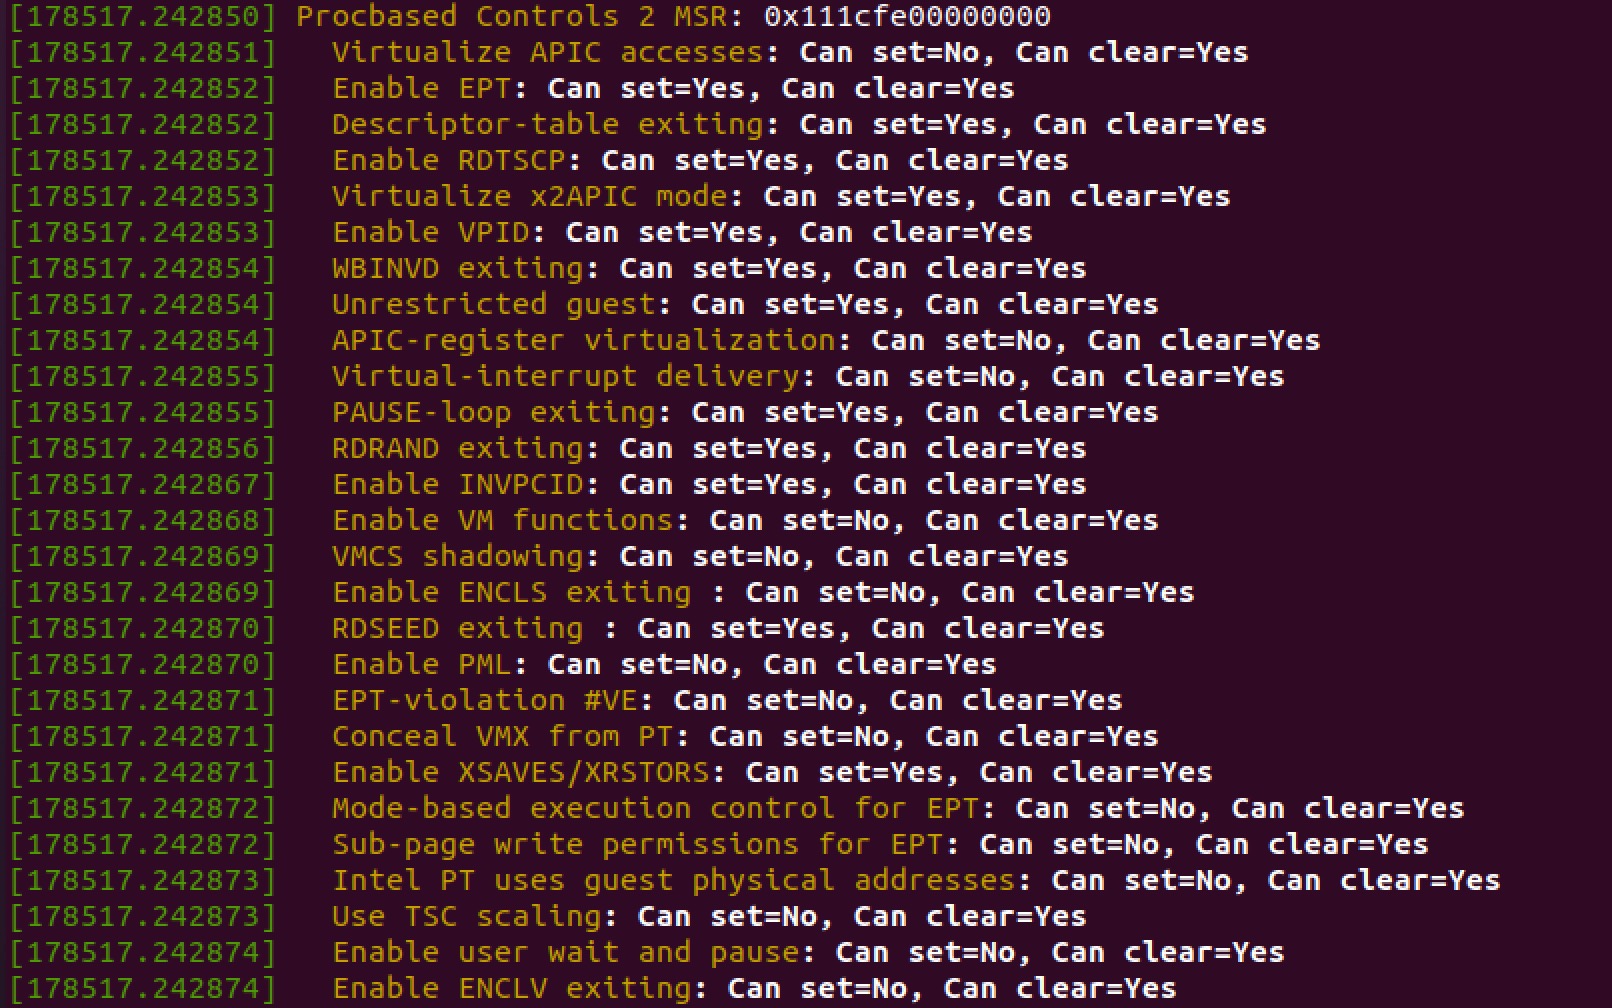 [178517.242850] Procbased Controls 2 MSR: 0x111cfe00000000
[178517.242851]   Virtualize APIC accesses: Can set=No, Can clear=Yes
[178517.242852]   Enable EPT: Can set=Yes, Can clear=Yes
[178517.242852]   Descriptor-table exiting: Can set=Yes, Can clear=Yes
[178517.242852]   Enable RDTSCP: Can set=Yes, Can clear=Yes
[178517.242853]   Virtualize x2APIC mode: Can set=Yes, Can clear=Yes
[178517.242853]   Enable VPID: Can set=Yes, Can clear=Yes
[178517.242854]   WBINVD exiting: Can set=Yes, Can clear=Yes
[178517.242854]   Unrestricted guest: Can set=Yes, Can clear=Yes
[178517.242854]   APIC-register virtualization: Can set=No, Can clear=Yes
[178517.242855]   Virtual-interrupt delivery: Can set=No, Can clear=Yes
[178517.242855]   PAUSE-loop exiting: Can set=Yes, Can clear=Yes
[178517.242856]   RDRAND exiting: Can set=Yes, Can clear=Yes
[178517.242867]   Enable INVPCID: Can set=Yes, Can clear=Yes
[178517.242868]   Enable VM functions: Can set=No, Can clear=Yes
[178517.242869]   VMCS shadowing: Can set=No, Can clear=Yes
[178517.242869]   Enable ENCLS exiting : Can set=No, Can clear=Yes
[178517.242870]   RDSEED exiting : Can set=Yes, Can clear=Yes
[178517.242870]   Enable PML: Can set=No, Can clear=Yes
[178517.242871]   EPT-violation #VE: Can set=No, Can clear=Yes
[178517.242871]   Conceal VMX from PT: Can set=No, Can clear=Yes
[178517.242871]   Enable XSAVES/XRSTORS: Can set=Yes, Can clear=Yes
[178517.242872]   Mode-based execution control for EPT: Can set=No, Can clear=Yes
[178517.242872]   Sub-page write permissions for EPT: Can set=No, Can clear=Yes
[178517.242873]   Intel PT uses guest physical addresses: Can set=No, Can clear=Yes
[178517.242873]   Use TSC scaling: Can set=No, Can clear=Yes
[178517.242874]   Enable user wait and pause: Can set=No, Can clear=Yes
[178517.242874]   Enable ENCLV exiting: Can set=No, Can clear=Yes